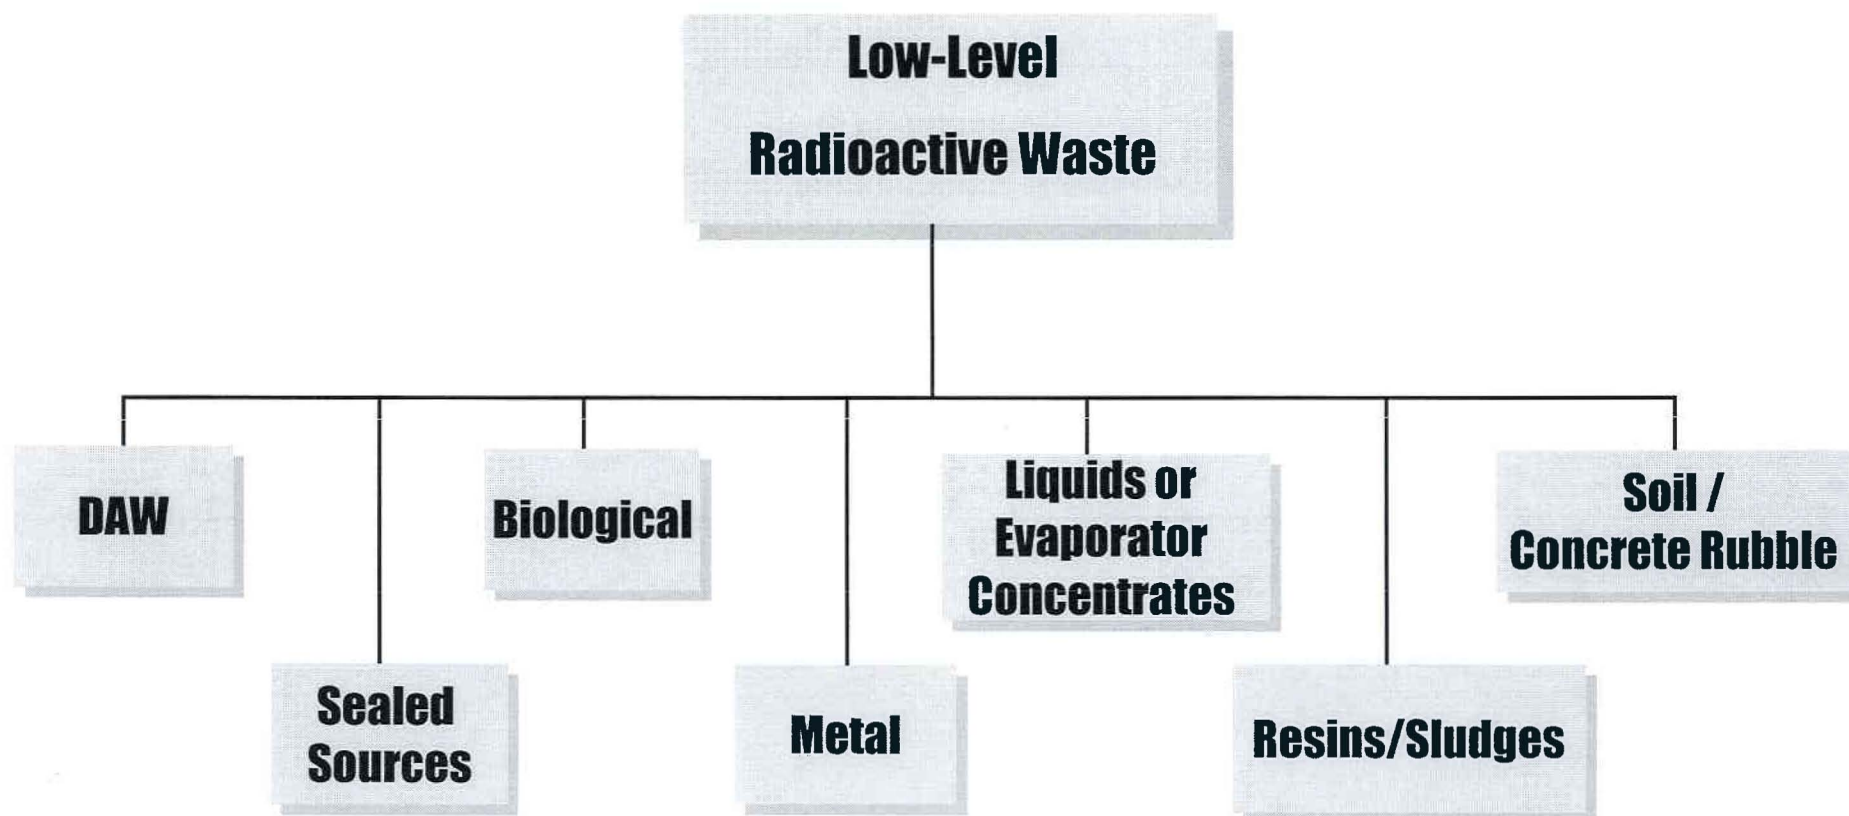 Low-Level
Radioactive Waste
DAW
Biological
Liquids or
Evaporator
Concentrates
Soil /
Concrete Rubble
Sealed
Sources
Metal
Resins/Sludges